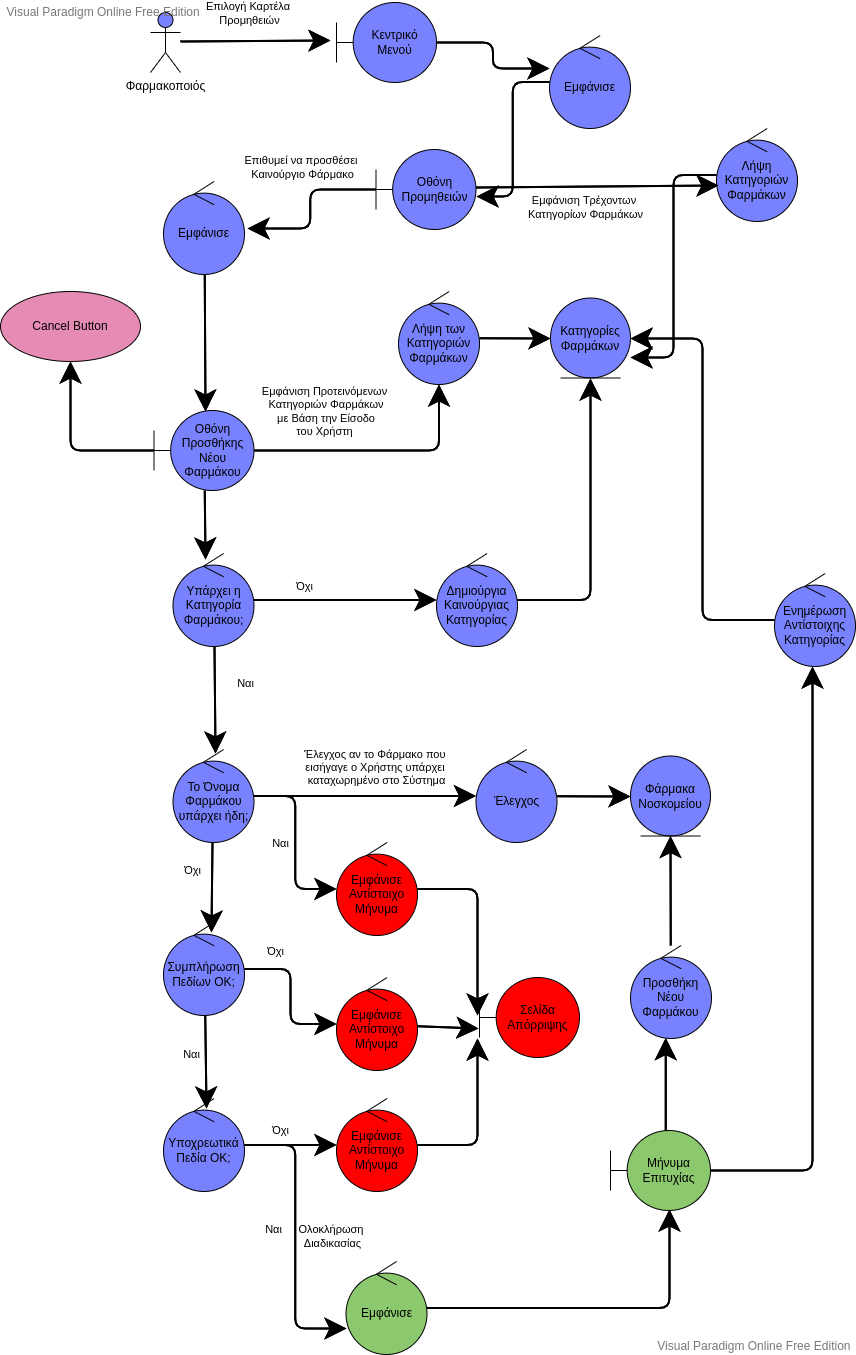 Visual Paradigm Online Free Edition
Επιλογή Καρτέλα
Προμηθειών
Φαρμακοποιός
Κεντρικό
Μενού
Εμφάνισε
Επιθυμεί να προσθέσει
Καινούργιο Φάρμακο
Οθόνη
Προμηθειών
Λήψη
Κατηγοριών
Φαρμάκων
Εμφάνιση Τρέχοντων
Κατηγορίων Φαρμάκων
Εμφάνισε
Cancel Button
Λήψη των
Κατηγοριών
Φαρμάκων
Κατηγορίες
Φαρμάκων
Εμφάνιση Προτεινόμενων
Κατηγοριών Φαρμάκων
με Βάση την Είσοδο
του Χρήστη
Οθόνη
Προσθήκης
Νέου
Φαρμάκου
Υπάρχει η
Κατηγορία
Φαρμάκου;
Όχι
Δημιούργια
Καινούργιας
Κατηγορίας
Ενημέρωση
Αντίστοιχης
Κατηγορίας
Ναι
Το Όνομα
Φαρμάκου
υπάρχει ήδη;
Έλεγχος αν το Φάρμακο που
εισήγαγε ο Χρήστης υπάρχει
καταχωρημένο στο Σύστημα
Έλεγχος
Φάρμακα
Νοσκομείου
Ναι
Όχι
Εμφάνισε
Αντίστοιχο
Μήνυμα
Συμπλήρωση
Πεδίων ΟΚ;
Όχι
Εμφάνισε
Αντίστοιχο
Μήνυμα
Σελίδα
Απόρριψης
Προσθήκη
Νέου
Φαρμάκου
Ναι
Υποχρεωτικά
Πεδία ΟΚ;
Όχι
Εμφάνισε
Αντίστοιχο
Μήνυμα
Μήνυμα
Επιτυχίας
Ναι
Ολοκλήρωση
Διαδικασίας
Εμφάνισε
Visual Paradigm Online Free Edition